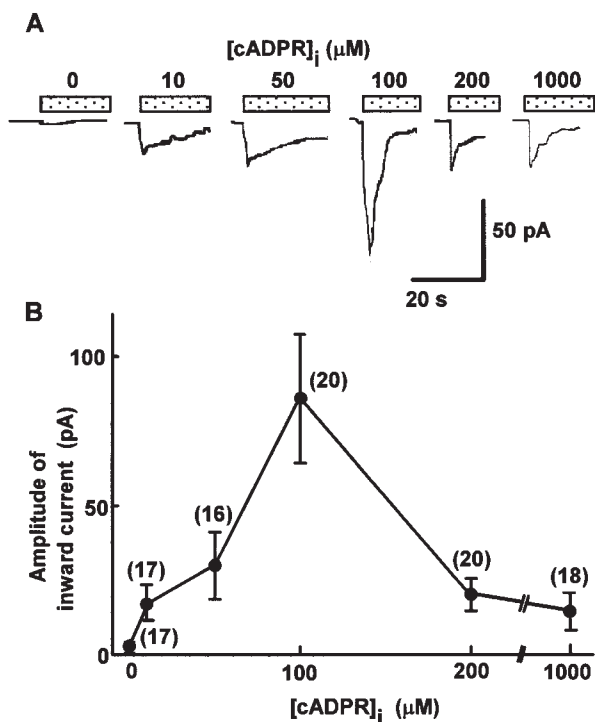 A
[cADPR]i (μM)
0 10 50 100 200 1000
50 pA
20 s
B
Amplitude of
inward current (pA)
100
50
0
(17)
(17)
(16)
(20)
(20)
(18)
0 100 200 1000
[cADPR]i (μM)